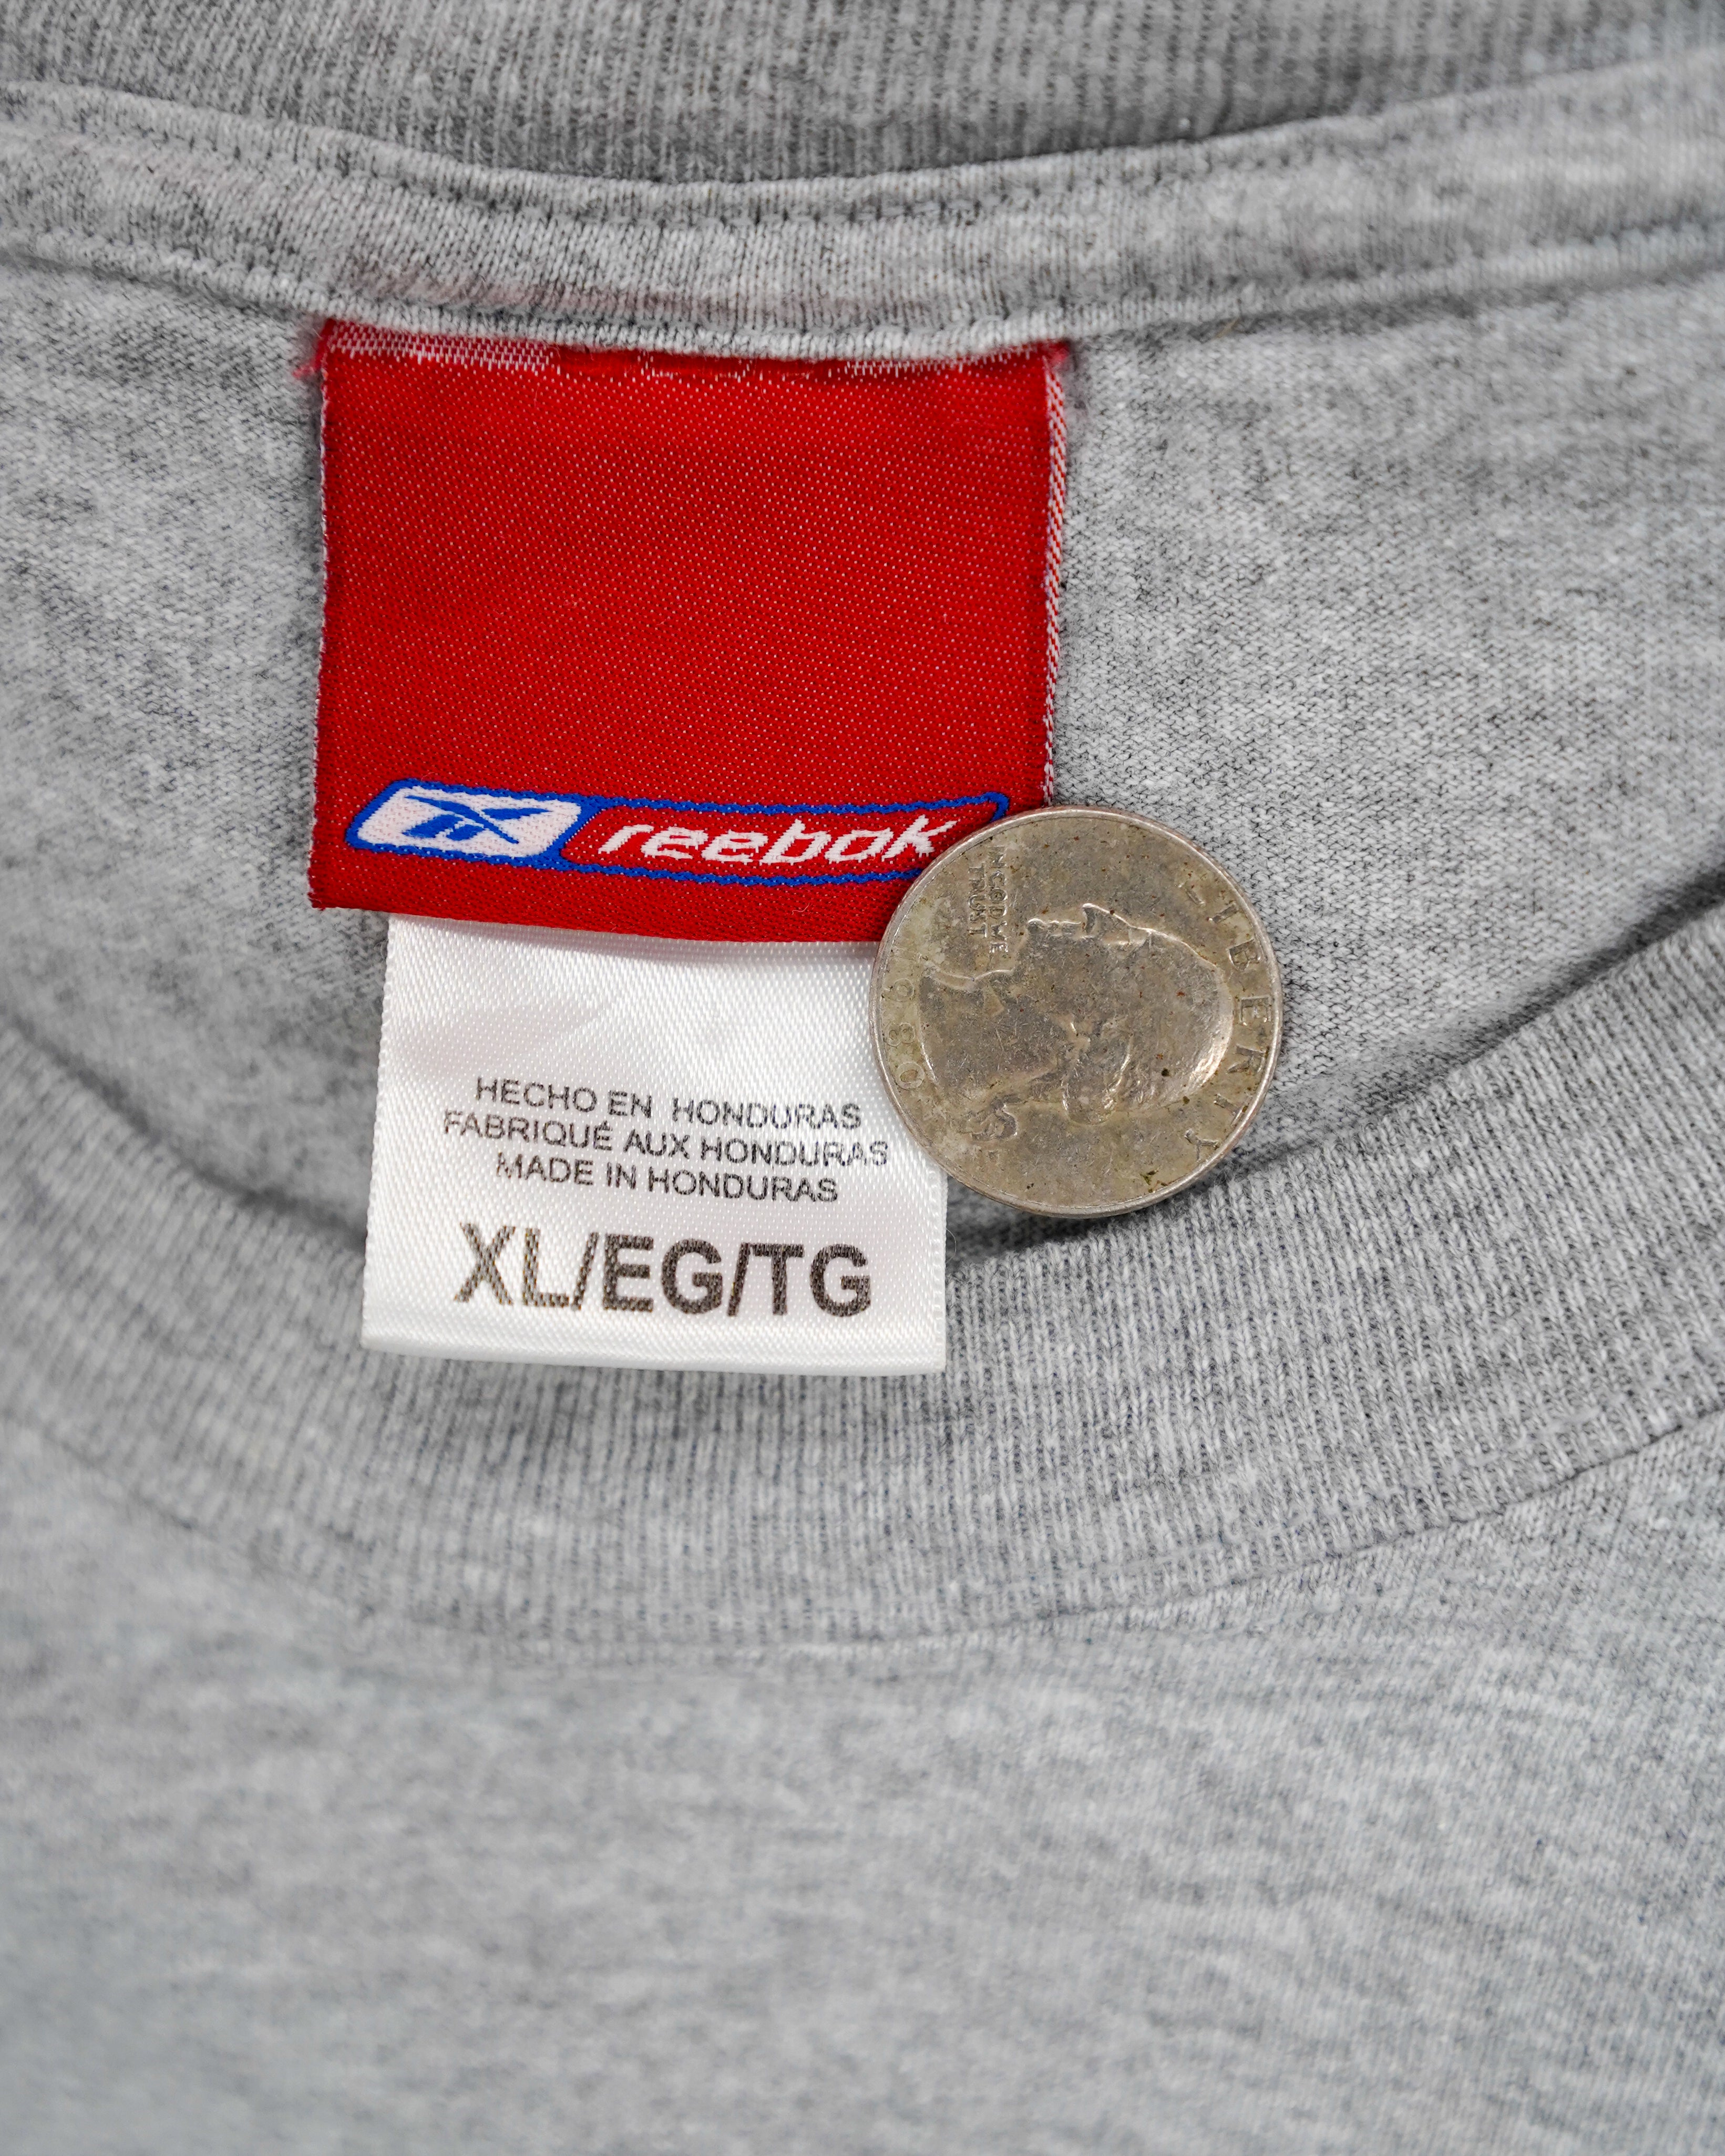 reebok
LIBERTY
IN GOD WE
TRUST
HECHO EN HONDURAS
FABRIQUÉ AUX HONDURAS
MADE IN HONDURAS
XL/EG/TG